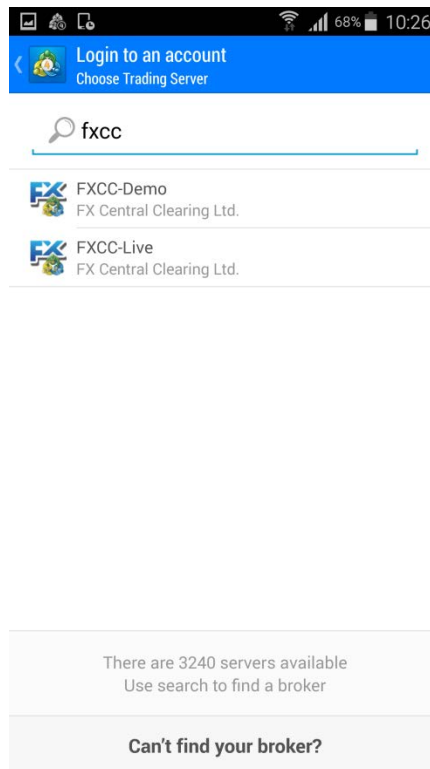 68% 10:26
Login to an account
Choose Trading Server
fxcc
FXCC-Demo
FX Central Clearing Ltd.
FXCC-Live
FX Central Clearing Ltd.
There are 3240 servers available
Use search to find a broker
Can't find your broker?